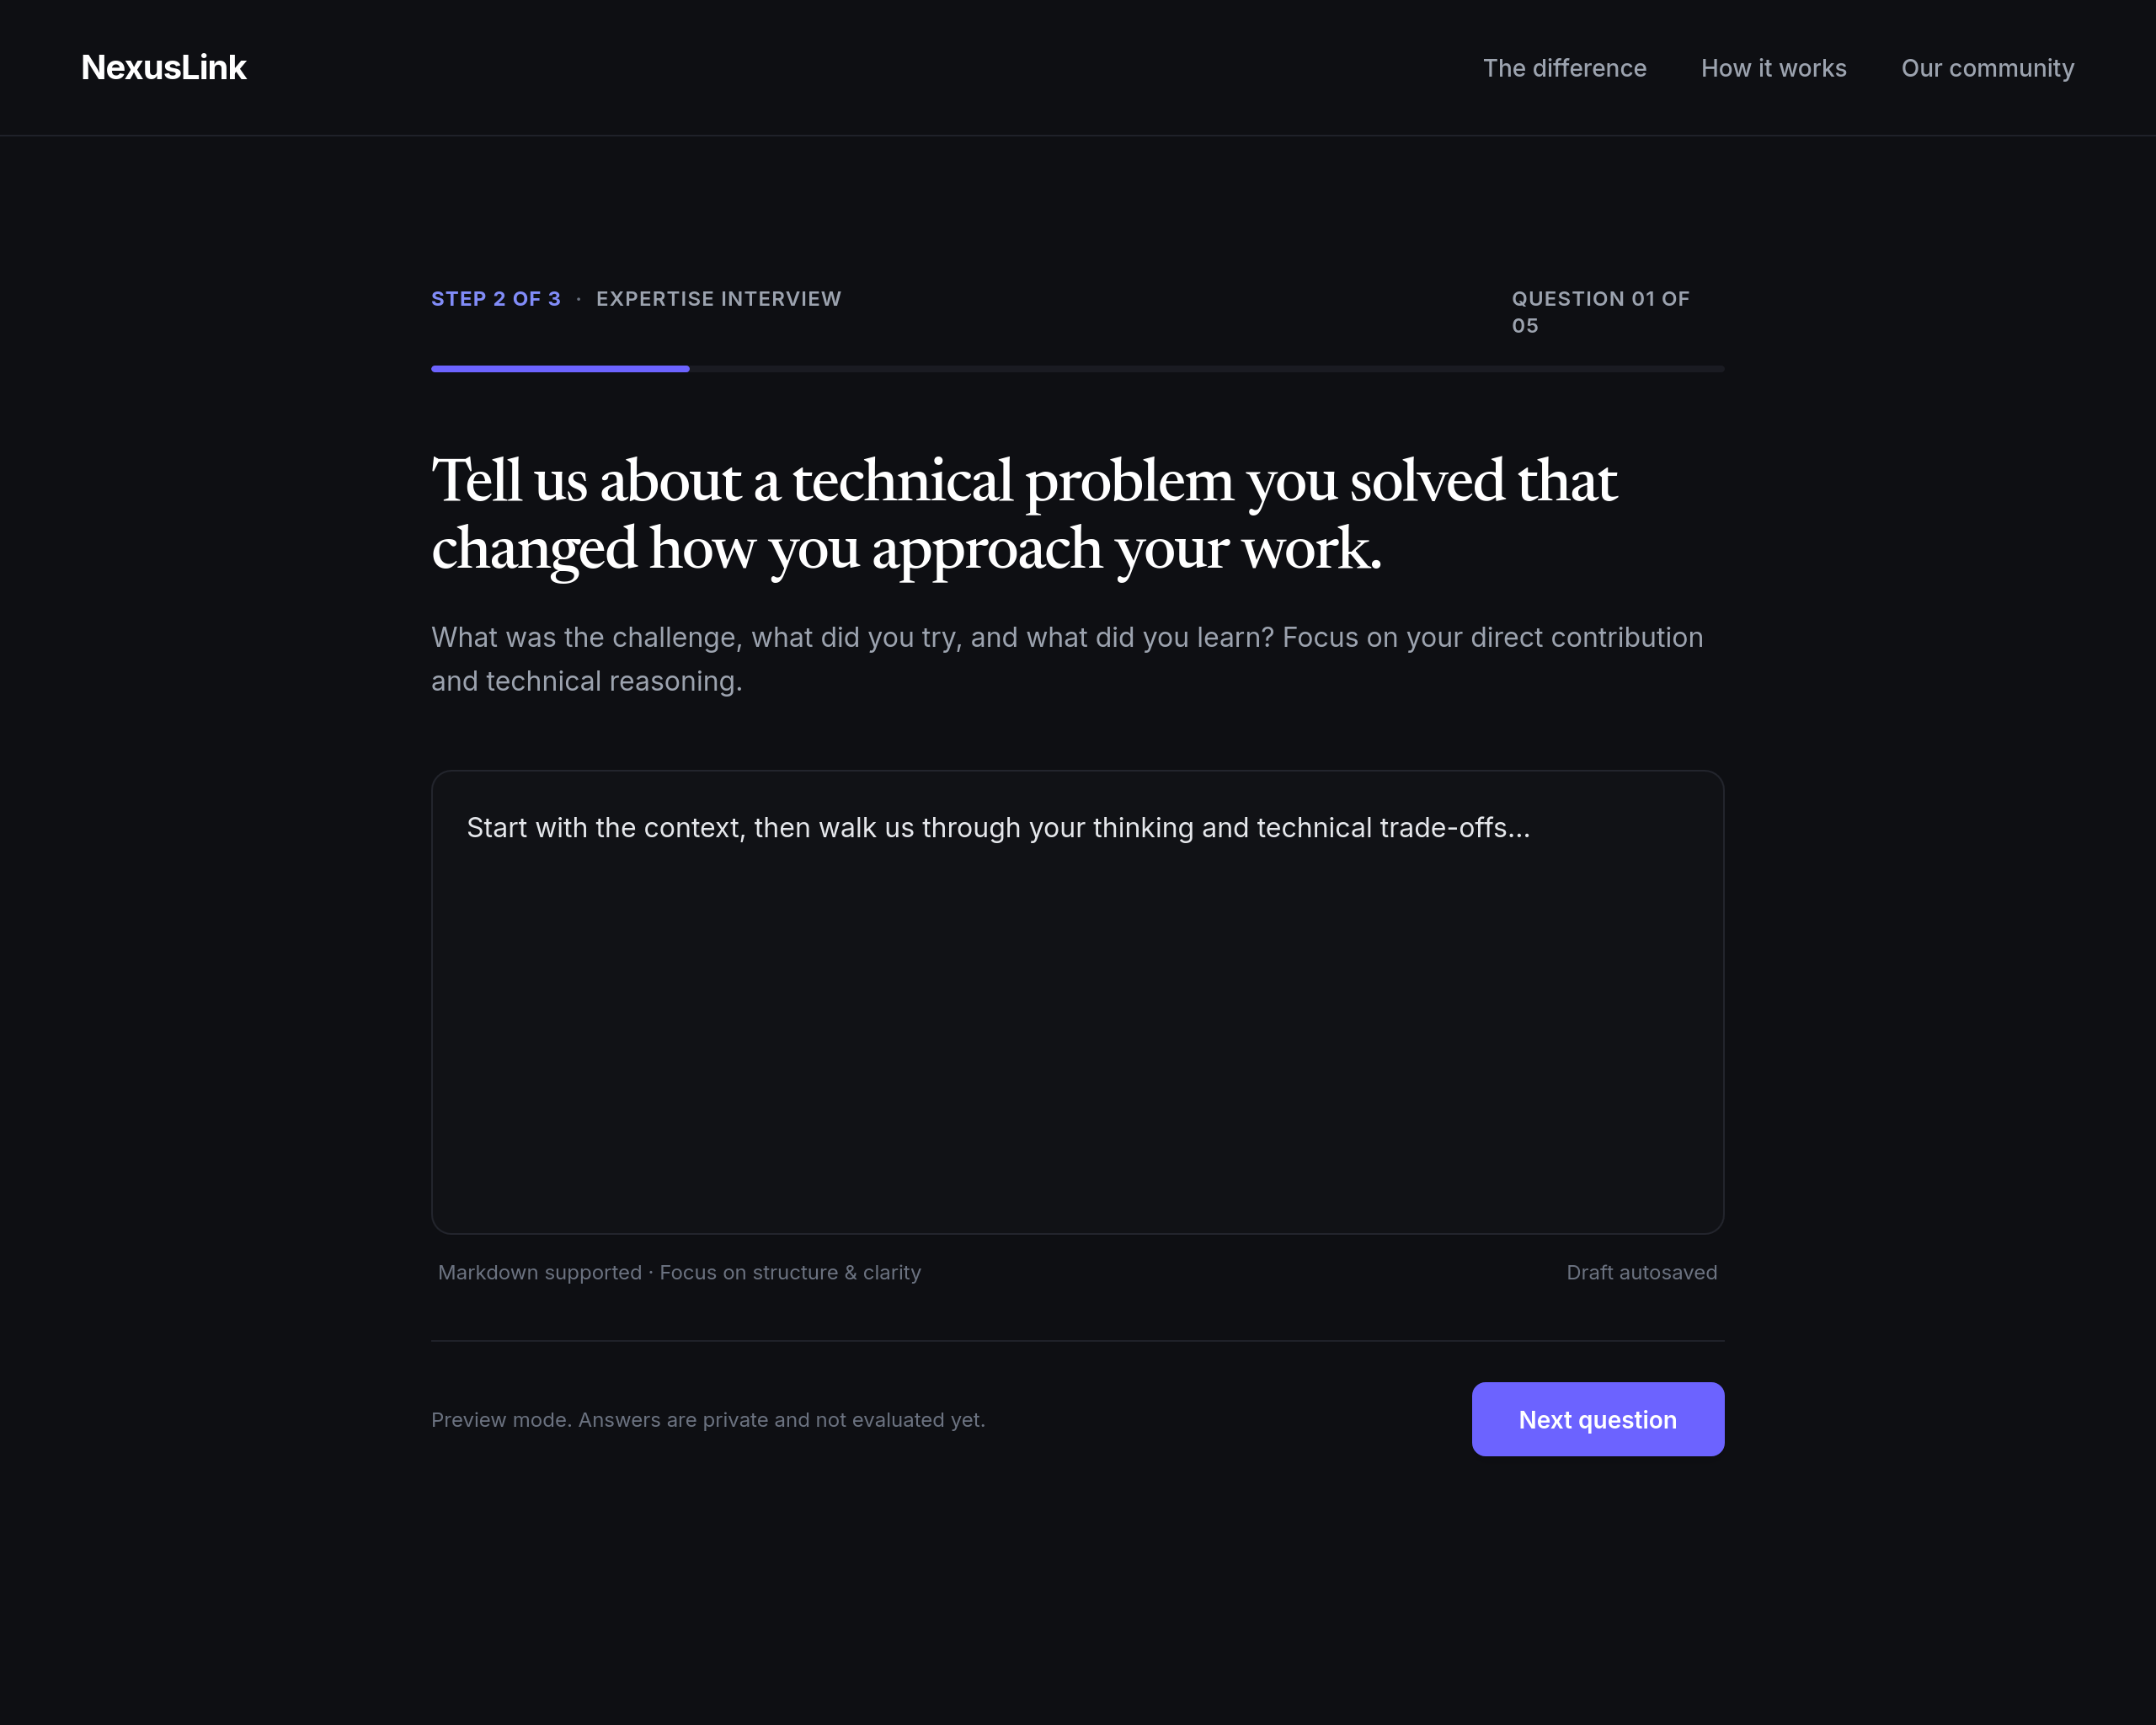 NexusLink
The difference
How it works
Our community
STEP 2 OF 3 · EXPERTISE INTERVIEW
QUESTION 01 OF
05
Tell us about a technical problem you solved that
changed how you approach your work.
What was the challenge, what did you try, and what did you learn? Focus on your direct contribution
and technical reasoning.
Start with the context, then walk us through your thinking and technical trade-offs...
Markdown supported · Focus on structure & clarity
Draft autosaved
Preview mode. Answers are private and not evaluated yet.
Next question